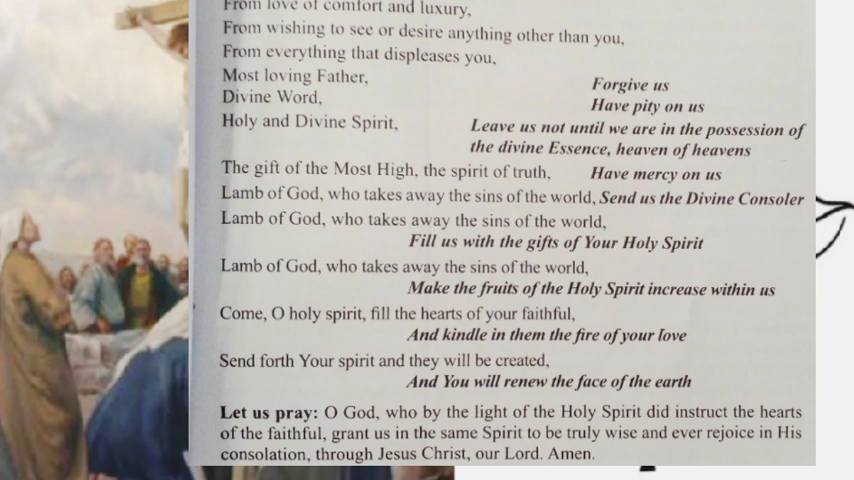 From love of comfort and luxury,
From wishing to see or desire anything other than you,
From everything that displeases you,
Most loving Father, Forgive us
Divine Word, Have pity on us
Holy and Divine Spirit, Leave us not until we are in the possession of
the divine Essence, heaven of heavens
The gift of the Most High, the spirit of truth, Have mercy on us
Lamb of God, who takes away the sins of the world, Send us the Divine Consoler
Lamb of God, who takes away the sins of the world,
Fill us with the gifts of Your Holy Spirit
Lamb of God, who takes away the sins of the world,
Make the fruits of the Holy Spirit increase within us
Come, O holy spirit, fill the hearts of your faithful,
And kindle in them the fire of your love
Send forth Your spirit and they will be created,
And You will renew the face of the earth
Let us pray: O God, who by the light of the Holy Spirit did instruct the hearts
of the faithful, grant us in the same Spirit to be truly wise and ever rejoice in His
consolation, through Jesus Christ, our Lord. Amen.